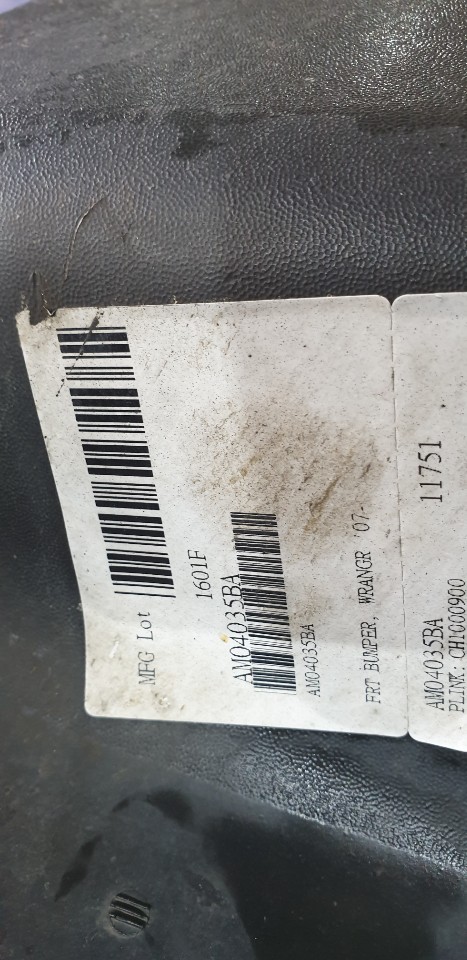 MFG Lot
1601F
AM04035BA
AM04035BA
FRT BUMPER, WRANGR '07-
11751
AM04035BA
PLINK: CH1000900